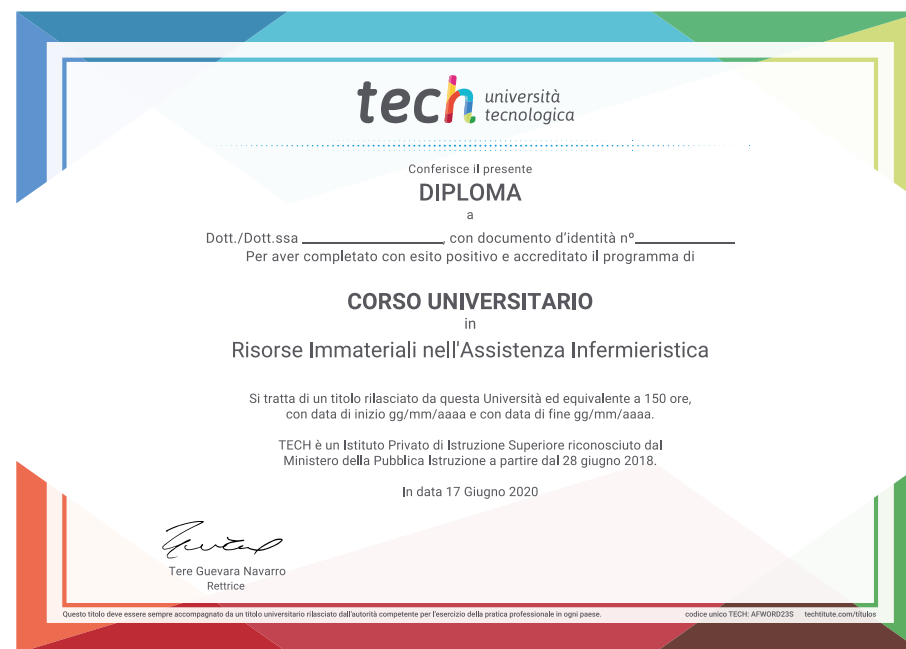 tech università
tecnologica
Conferisce il presente
DIPLOMA
a
Dott./Dott.ssa ____________________, con documento d'identità nº______________
Per aver completato con esito positivo e accreditato il programma di
CORSO UNIVERSITARIO
in
Risorse Immateriali nell'Assistenza Infermieristica
Si tratta di un titolo rilasciato da questa Università ed equivalente a 150 ore,
con data di inizio gg/mm/aaaa e con data di fine gg/mm/aaaa.
TECH è un Istituto Privato di Istruzione Superiore riconosciuto dal
Ministero della Pubblica Istruzione a partire dal 28 giugno 2018.
In data 17 Giugno 2020
Tere Guevara Navarro
Rettrice
Questo titolo deve essere sempre accompagnato da un titolo universitario rilasciato dall'autorità competente per l'esercizio della pratica professionale in ogni paese. codice unico TECH: AFWORD23S techtitute.com/títulos